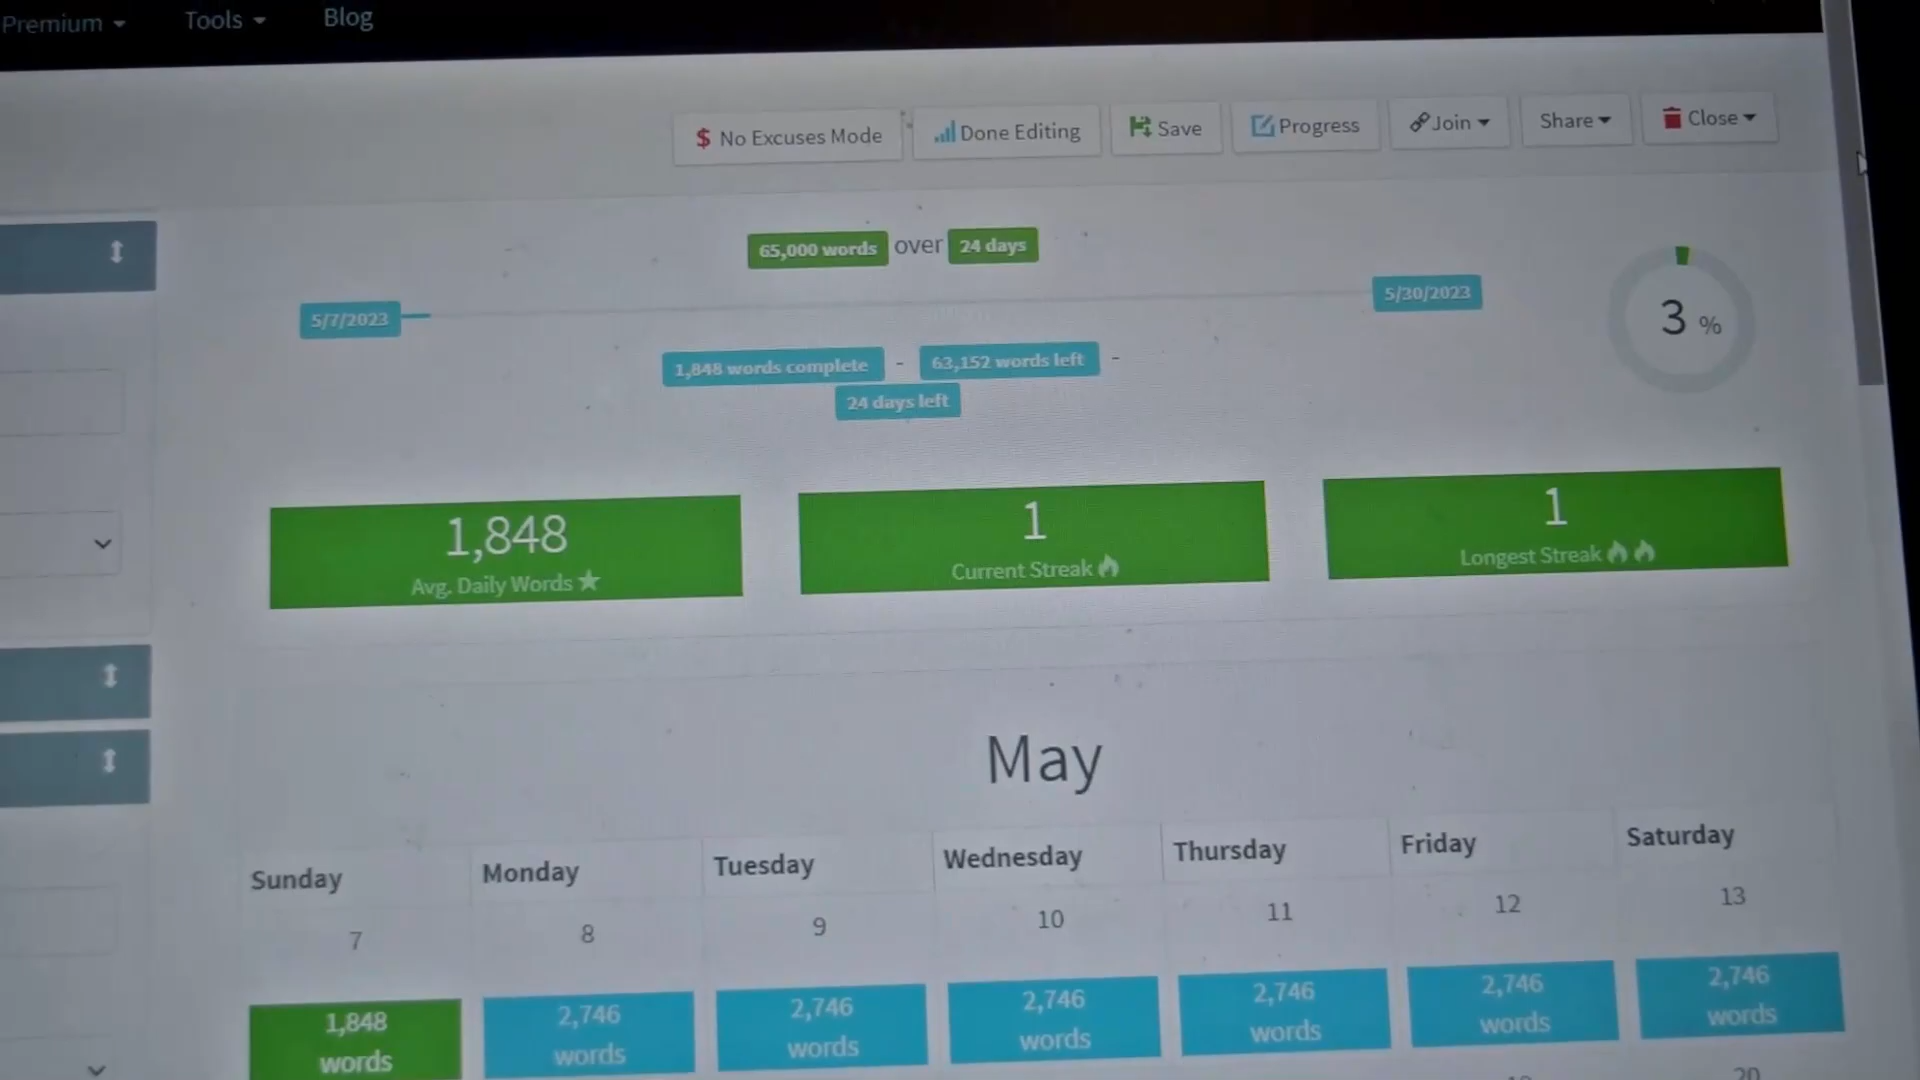 Premium Tools Blog
No Excuses Mode Done Editing Save Progress Join Share Close
65,000 words over 24 days
5/7/2023 5/30/2023
3 %
1,848 words complete - 63,152 words left -
24 days left
1,848 1 1
Avg. Daily Words Current Streak Longest Streak
May
Sunday Monday Tuesday Wednesday Thursday Friday Saturday
7 8 9 10 11 12 13
1,848 2,746 2,746 2,746 2,746 2,746 2,746
words words words words words words words
20